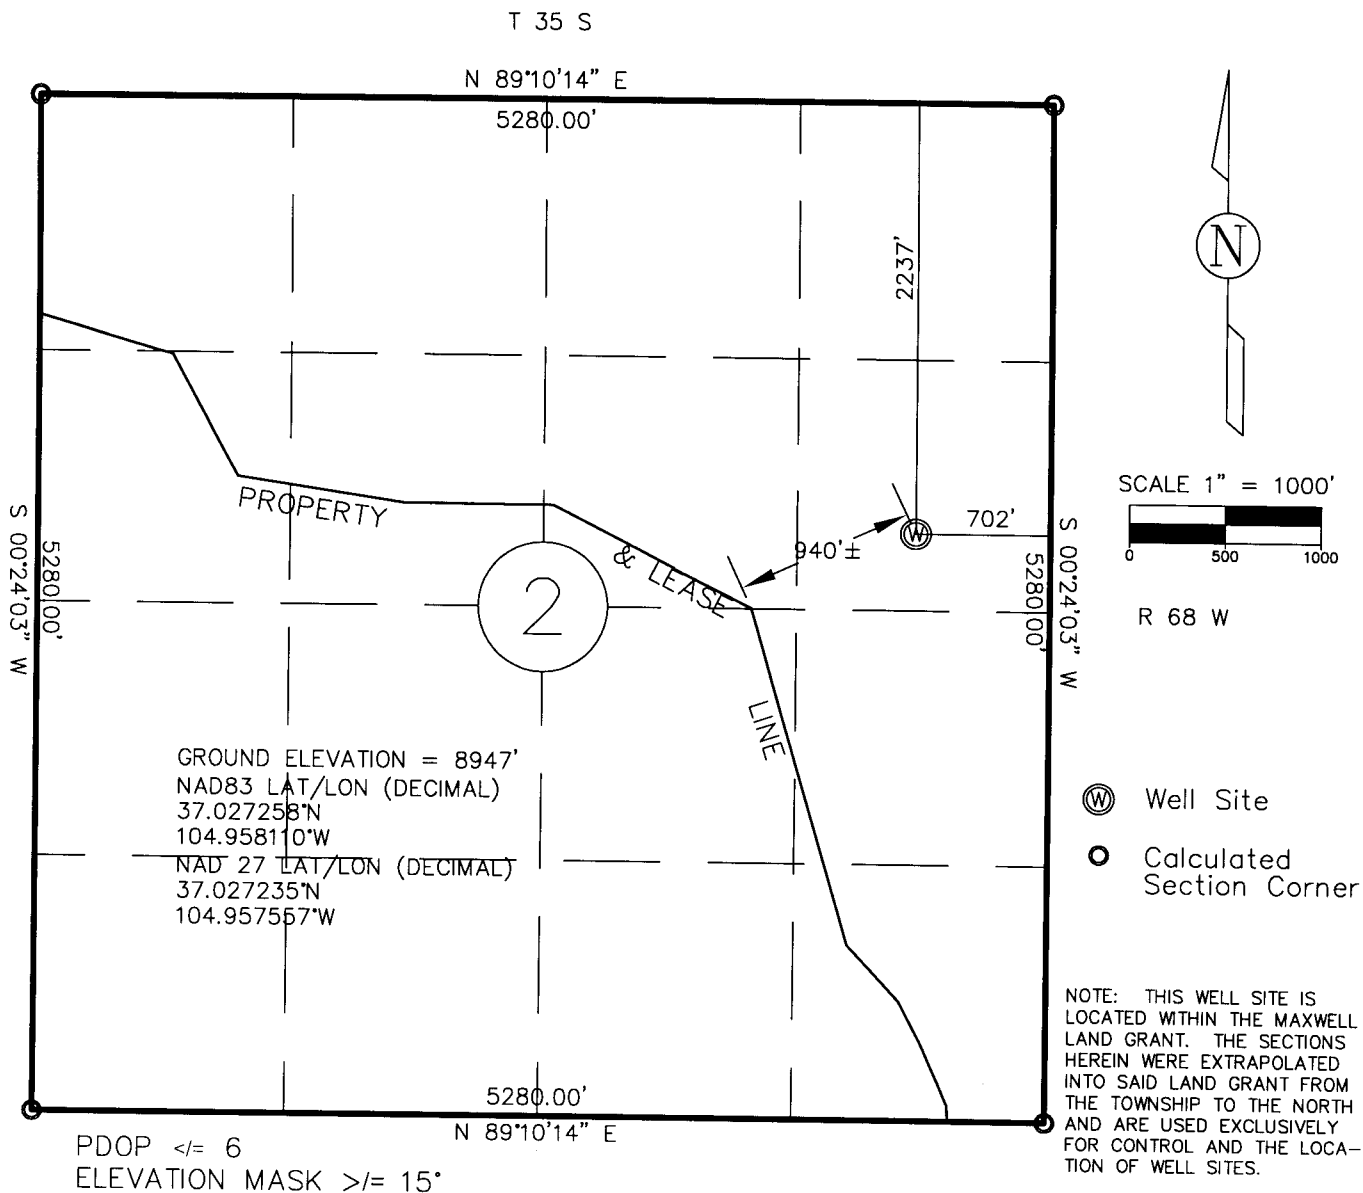 T 35 S
N 89°10'14" E
5280.00'
2237'
N
SCALE 1" = 1000'
0 500 1000
R 68 W
702'
940'±
PROPERTY
& LEASE
LINE
2
S 00°24'03" W
5280.00'
5280.00'
S 00°24'03" W
GROUND ELEVATION = 8947'
NAD83 LAT/LON (DECIMAL)
37.027258°N
104.958110°W
NAD 27 LAT/LON (DECIMAL)
37.027235°N
104.957557°W
W
W Well Site
Calculated
Section Corner
NOTE: THIS WELL SITE IS
LOCATED WITHIN THE MAXWELL
LAND GRANT. THE SECTIONS
HEREIN WERE EXTRAPOLATED
INTO SAID LAND GRANT FROM
THE TOWNSHIP TO THE NORTH
AND ARE USED EXCLUSIVELY
FOR CONTROL AND THE LOCA-
TION OF WELL SITES.
5280.00'
N 89°10'14" E
PDOP </= 6
ELEVATION MASK >/= 15°